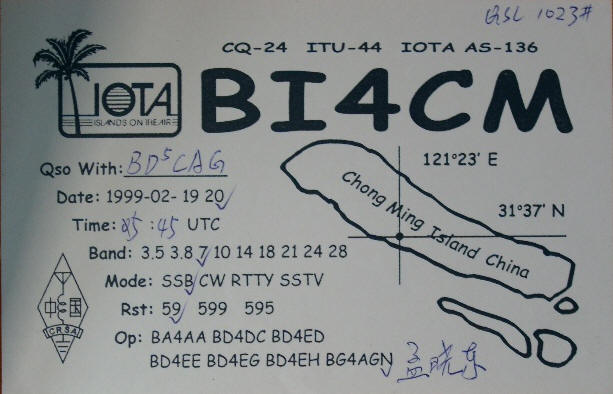 QSL 1023#
CQ-24 ITU-44 IOTA AS-136
IOTA
ISLANDS ON THE AIR
BI4CM
Qso With: BD5CAG
121°23' E
Date: 1999-02- 19 20✓
31°37' N
Time: :45 UTC
Chong Ming Island China
Band: 3.5 3.8 7✓ 10 14 18 21 24 28
Mode: SSB✓ CW RTTY SSTV
中国
CRSA
Rst: 59✓ 599 595
Op: BA4AA BD4DC BD4ED
BD4EE BD4EG BD4EH BG4AGN✓ 孟晓东